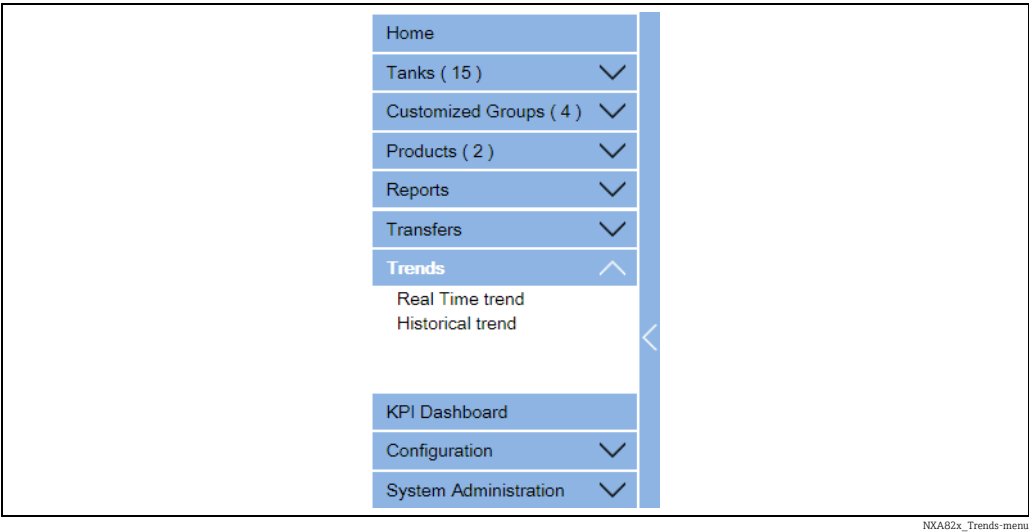 Home
Tanks ( 15 )
Customized Groups ( 4 )
Products ( 2 )
Reports
Transfers
Trends
Real Time trend
Historical trend
KPI Dashboard
Configuration
System Administration
NXA82x_Trends-menu